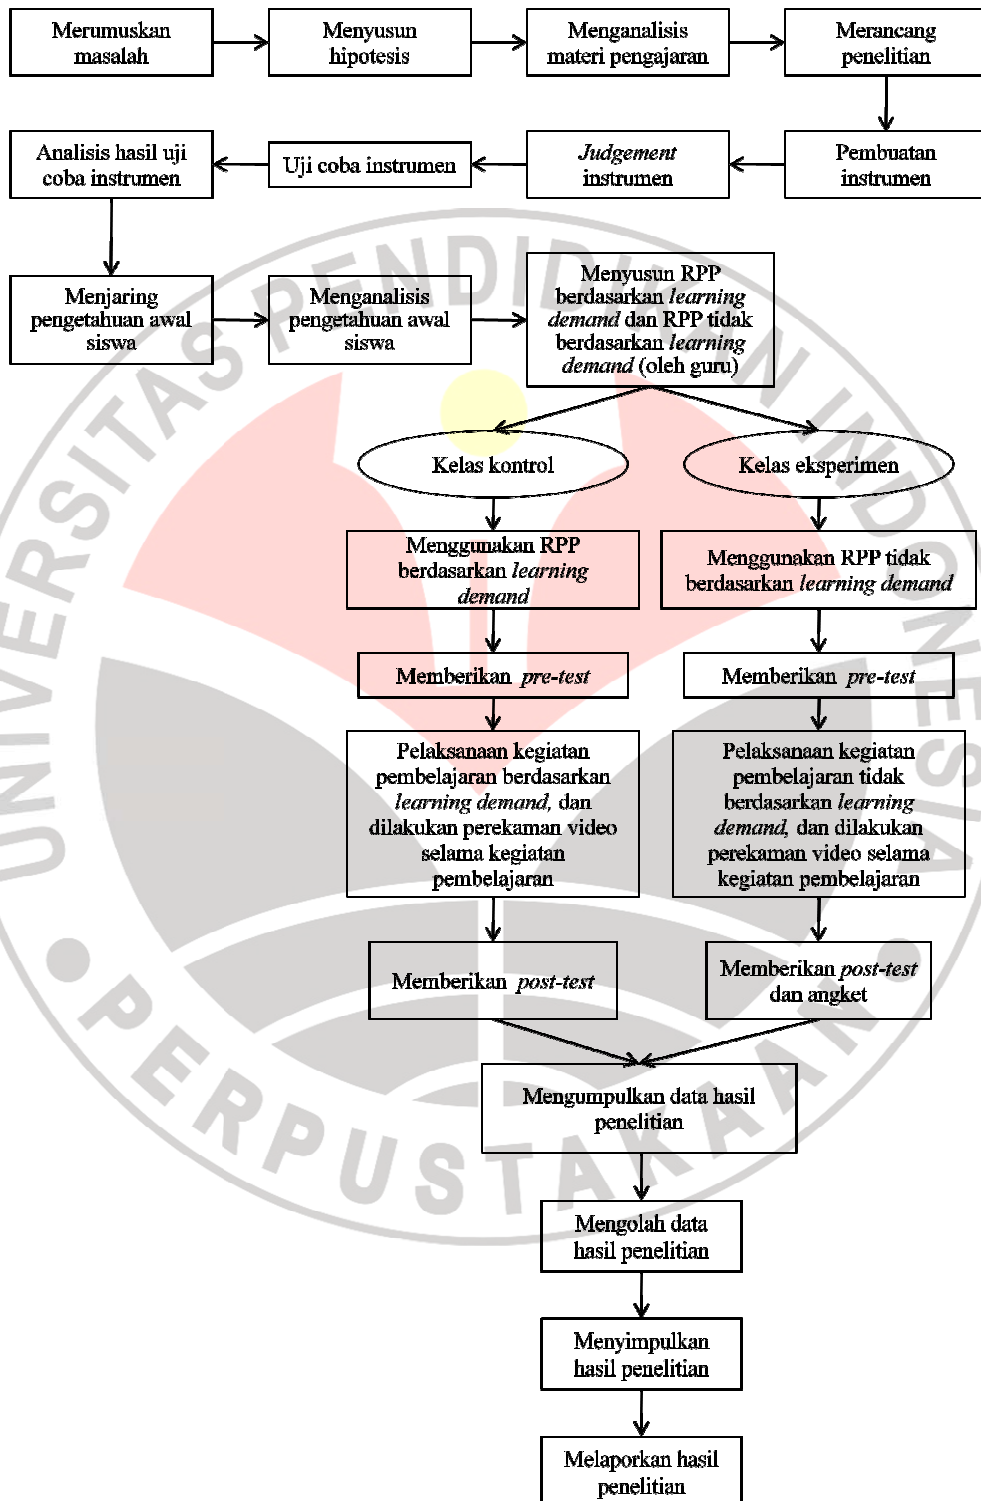 Merumuskan
masalah
Menyusun
hipotesis
Menganalisis
materi pengajaran
Merancang
penelitian
Pembuatan
instrumen
Judgement
instrumen
Uji coba instrumen
Analisis hasil uji
coba instrumen
Menjaring
pengetahuan awal
siswa
Menganalisis
pengetahuan awal
siswa
Menyusun RPP
berdasarkan learning
demand dan RPP tidak
berdasarkan learning
demand (oleh guru)
Kelas kontrol
Kelas eksperimen
Menggunakan RPP
berdasarkan learning
demand
Menggunakan RPP tidak
berdasarkan learning demand
Memberikan pre-test
Memberikan pre-test
Pelaksanaan kegiatan
pembelajaran berdasarkan
learning demand, dan
dilakukan perekaman video
selama kegiatan
pembelajaran
Pelaksanaan kegiatan
pembelajaran tidak
berdasarkan learning
demand, dan dilakukan
perekaman video selama
kegiatan pembelajaran
Memberikan post-test
Memberikan post-test
dan angket
Mengumpulkan data hasil
penelitian
Mengolah data
hasil penelitian
Menyimpulkan
hasil penelitian
Melaporkan hasil
penelitian
UNIVERSITAS PENDIDIKAN INDONESIA
PERPUSTAKAAN